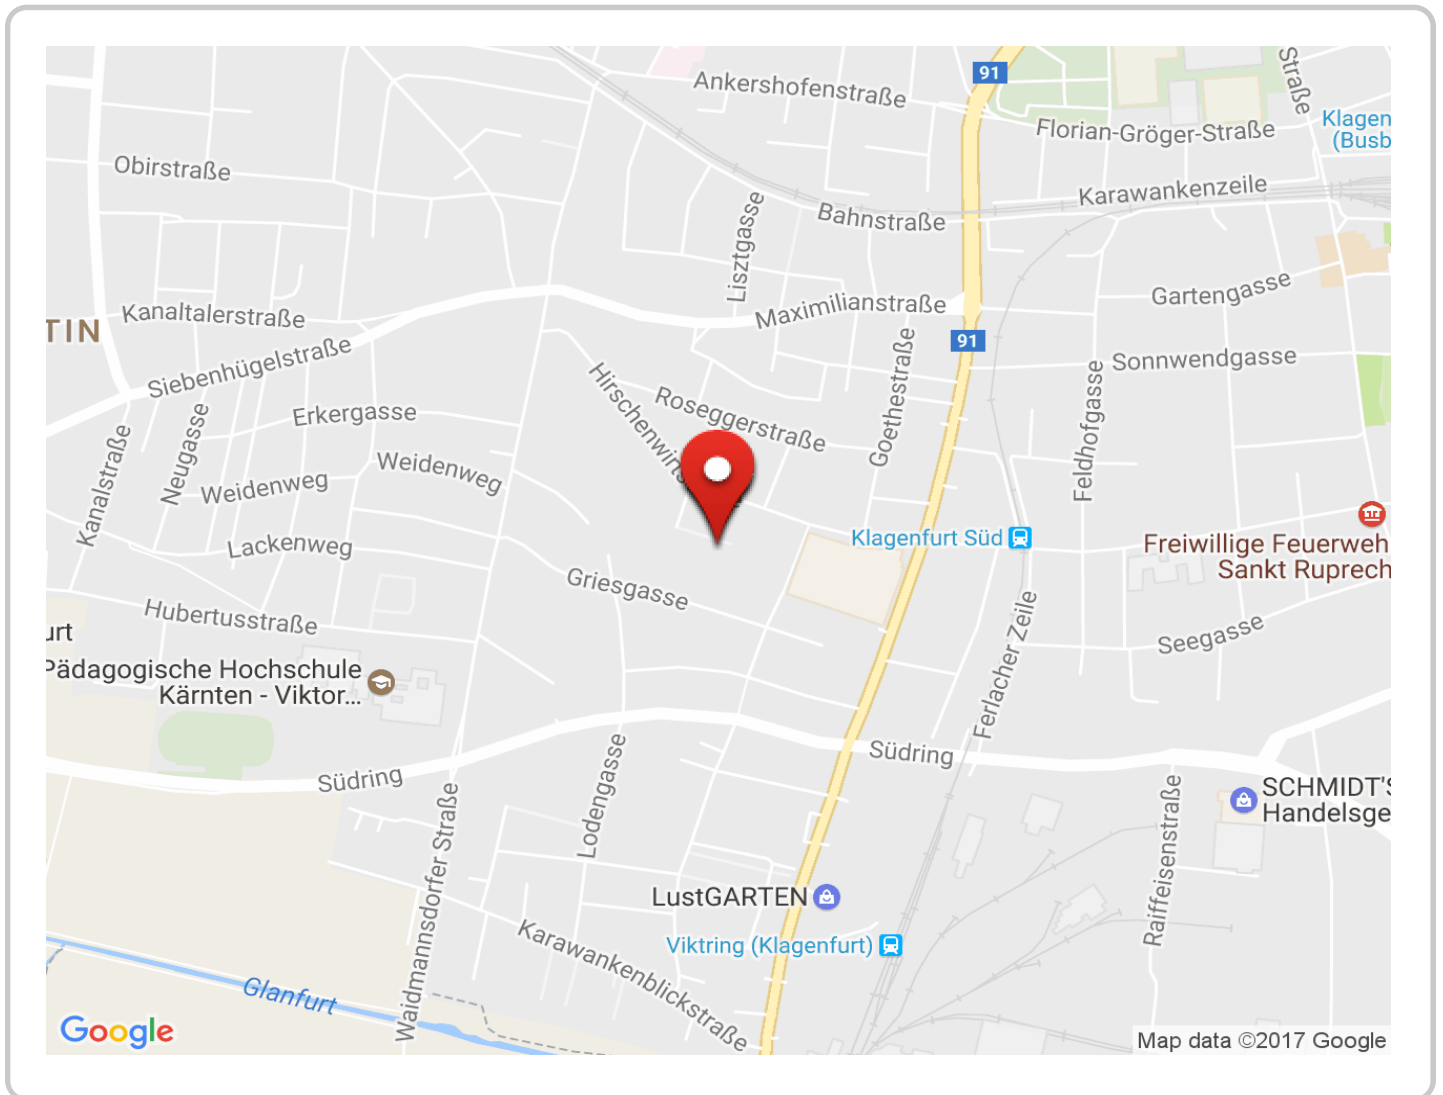 91
Ankershofenstraße
Straße
Florian-Gröger-Straße
Klagen
(Busb
Obirstraße
Karawankenzeile
Bahnstraße
Lisztgasse
Gartengasse
Kanaltalerstraße
Maximilianstraße
TIN
91
Siebenhügelstraße
Sonnwendgasse
Hirschenwirts
Roseggerstraße
Goethestraße
Feldhofgasse
Erkergasse
Neugasse
Kanalstraße
Weidenweg
Weidenweg
Lackenweg
Klagenfurt Süd
Freiwillige Feuerweh
Sankt Ruprech
Griesgasse
Hubertusstraße
urt
Ferlacher Zeile
Seegasse
Pädagogische Hochschule
Kärnten - Viktor...
Südring
Südring
Lodengasse
Waidmannsdorfer Straße
Raiffeisenstraße
SCHMIDT'S
Handelsge
LustGARTEN
Viktring (Klagenfurt)
Karawankenblickstraße
Glanfurt
Google
Map data ©2017 Google